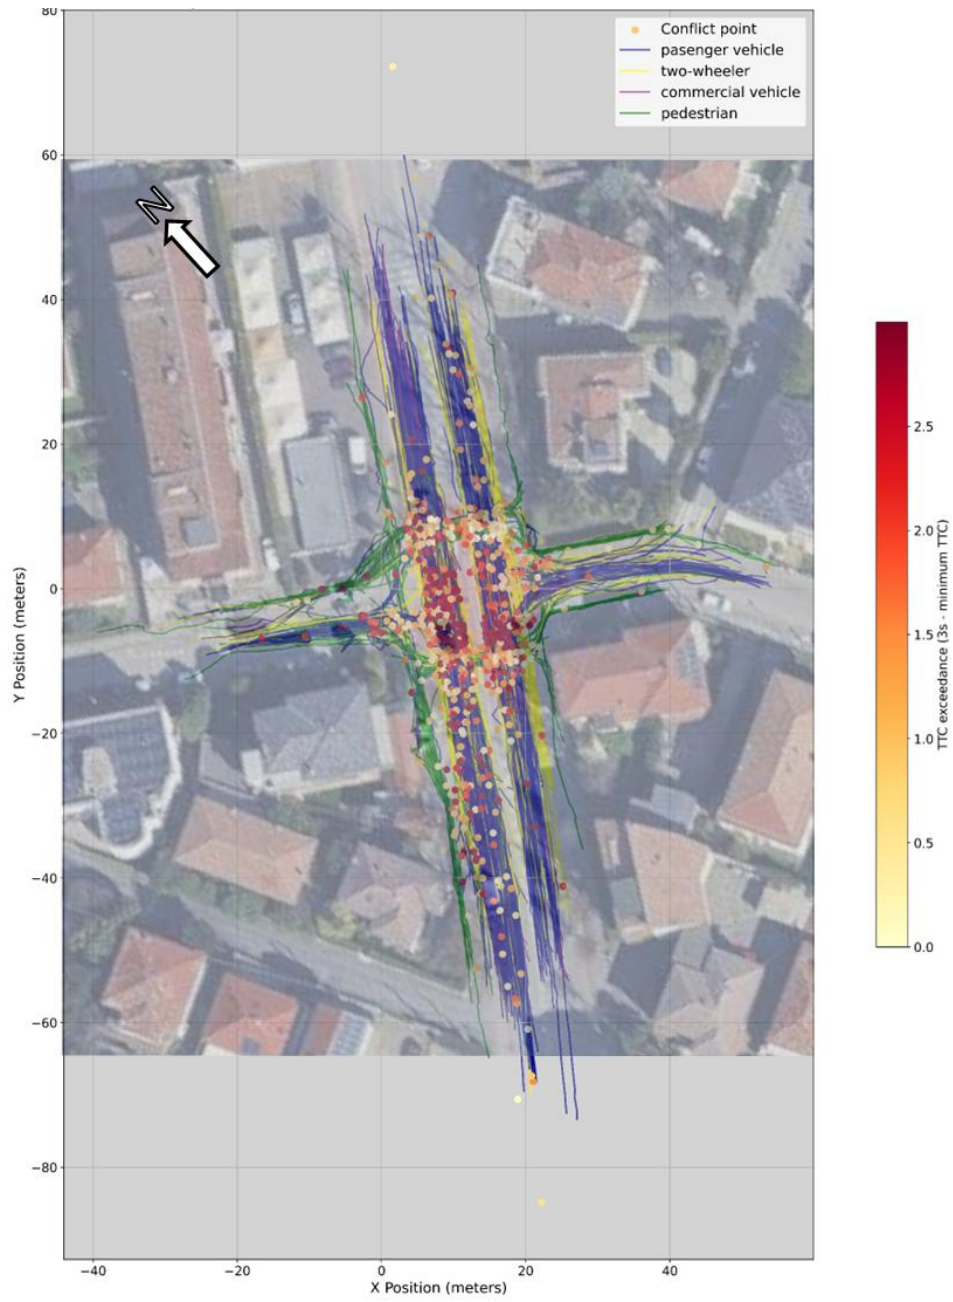 80
60
40
20
0
−20
−40
−60
−80
−40
−20
0
20
40
60
X Position (meters)
Y Position (meters)
Conflict point
pasenger vehicle
two-wheeler
commercial vehicle
pedestrian
N
2.5
2.0
1.5
1.0
0.5
0.0
TTC exceedance (3s - minimum TTC)